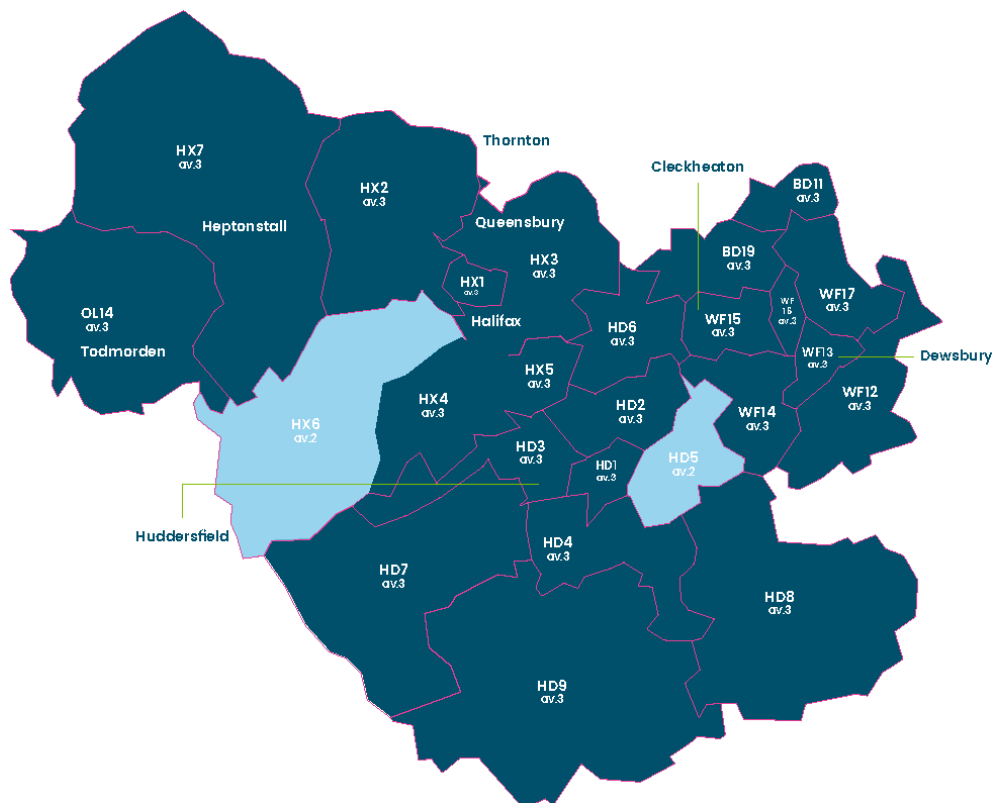 Thornton
HX7
av.3
Cleckheaton
BD11
av.3
HX2
av.3
Heptonstall
Queensbury
BD19
av.3
HX3
av.3
HX1
av.3
WF17
av.3
WF
16
av.3
OL14
av.3
Halifax
HD6
av.3
WF15
av.3
Todmorden
WF13
av.3
Dewsbury
HX5
av.3
HX4
av.3
HD2
av.3
WF14
av.3
WF12
av.3
HX6
av.2
HD3
av.3
HD1
av.3
HD5
av.2
Huddersfield
HD4
av.3
HD7
av.3
HD8
av.3
HD9
av.3